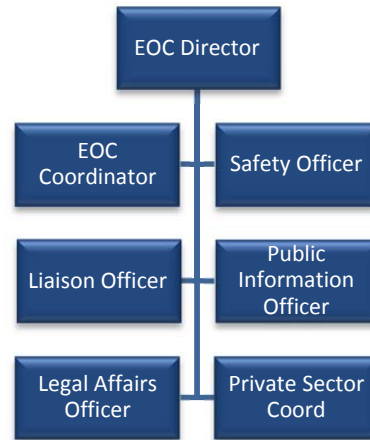 EOC Director
EOC
Coordinator
Safety Officer
Liaison Officer
Public
Information
Officer
Legal Affairs
Officer
Private Sector
Coord